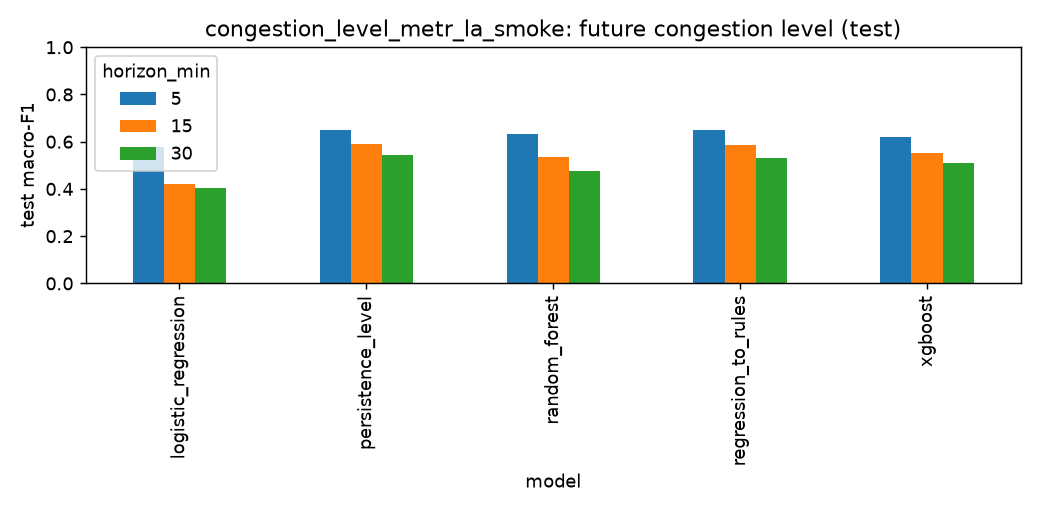 congestion_level_metr_la_smoke: future congestion level (test)
test macro-F1
1.0
0.8
0.6
0.4
0.2
0.0
horizon_min
5
15
30
logistic_regression
persistence_level
random_forest
regression_to_rules
xgboost
model